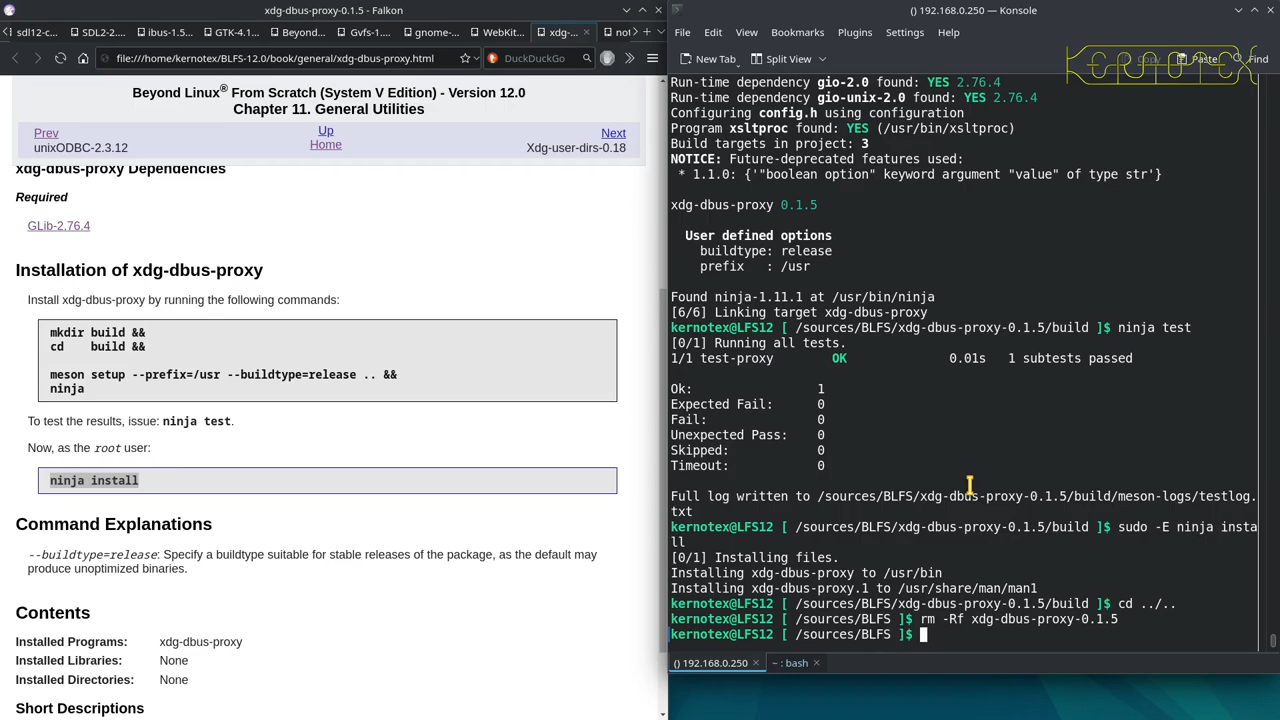 xdg-dbus-proxy-0.1.5 - Falkon
sdl12-c...
SDL2-2....
ibus-1.5...
GTK-4.1...
Beyond...
Gvfs-1....
gnome-...
WebKit...
xdg-...
not
file:///home/kernotex/BLFS-12.0/book/general/xdg-dbus-proxy.html
DuckDuckGo
Beyond Linux® From Scratch (System V Edition) - Version 12.0
Chapter 11. General Utilities
Prev
Up
Next
unixODBC-2.3.12
Home
Xdg-user-dirs-0.18
xdg-dbus-proxy Dependencies
Required
GLib-2.76.4
Installation of xdg-dbus-proxy
Install xdg-dbus-proxy by running the following commands:
mkdir build &&
cd    build &&
meson setup --prefix=/usr --buildtype=release .. &&
ninja
To test the results, issue: ninja test.
Now, as the root user:
ninja install
Command Explanations
--buildtype=release: Specify a buildtype suitable for stable releases of the package, as the default may
produce unoptimized binaries.
Contents
Installed Programs: xdg-dbus-proxy
Installed Libraries: None
Installed Directories: None
Short Descriptions
() 192.168.0.250 — Konsole
File Edit View Bookmarks Plugins Settings Help
New Tab Split View Copy Paste Find
KERNOTEX
Run-time dependency gio-2.0 found: YES 2.76.4
Run-time dependency gio-unix-2.0 found: YES 2.76.4
Configuring config.h using configuration
Program xsltproc found: YES (/usr/bin/xsltproc)
Build targets in project: 3
NOTICE: Future-deprecated features used:
 * 1.1.0: {'"boolean option" keyword argument "value" of type str'}
xdg-dbus-proxy 0.1.5
  User defined options
    buildtype: release
    prefix   : /usr
Found ninja-1.11.1 at /usr/bin/ninja
[6/6] Linking target xdg-dbus-proxy
kernotex@LFS12 [ /sources/BLFS/xdg-dbus-proxy-0.1.5/build ]$ ninja test
[0/1] Running all tests.
1/1 test-proxy        OK              0.01s   1 subtests passed
Ok:                 1
Expected Fail:      0
Fail:               0
Unexpected Pass:    0
Skipped:            0
Timeout:            0
Full log written to /sources/BLFS/xdg-dbus-proxy-0.1.5/build/meson-logs/testlog.
txt
kernotex@LFS12 [ /sources/BLFS/xdg-dbus-proxy-0.1.5/build ]$ sudo -E ninja insta
ll
[0/1] Installing files.
Installing xdg-dbus-proxy to /usr/bin
Installing xdg-dbus-proxy.1 to /usr/share/man/man1
kernotex@LFS12 [ /sources/BLFS/xdg-dbus-proxy-0.1.5/build ]$ cd ../..
kernotex@LFS12 [ /sources/BLFS ]$ rm -Rf xdg-dbus-proxy-0.1.5
kernotex@LFS12 [ /sources/BLFS ]$
() 192.168.0.250
~ : bash